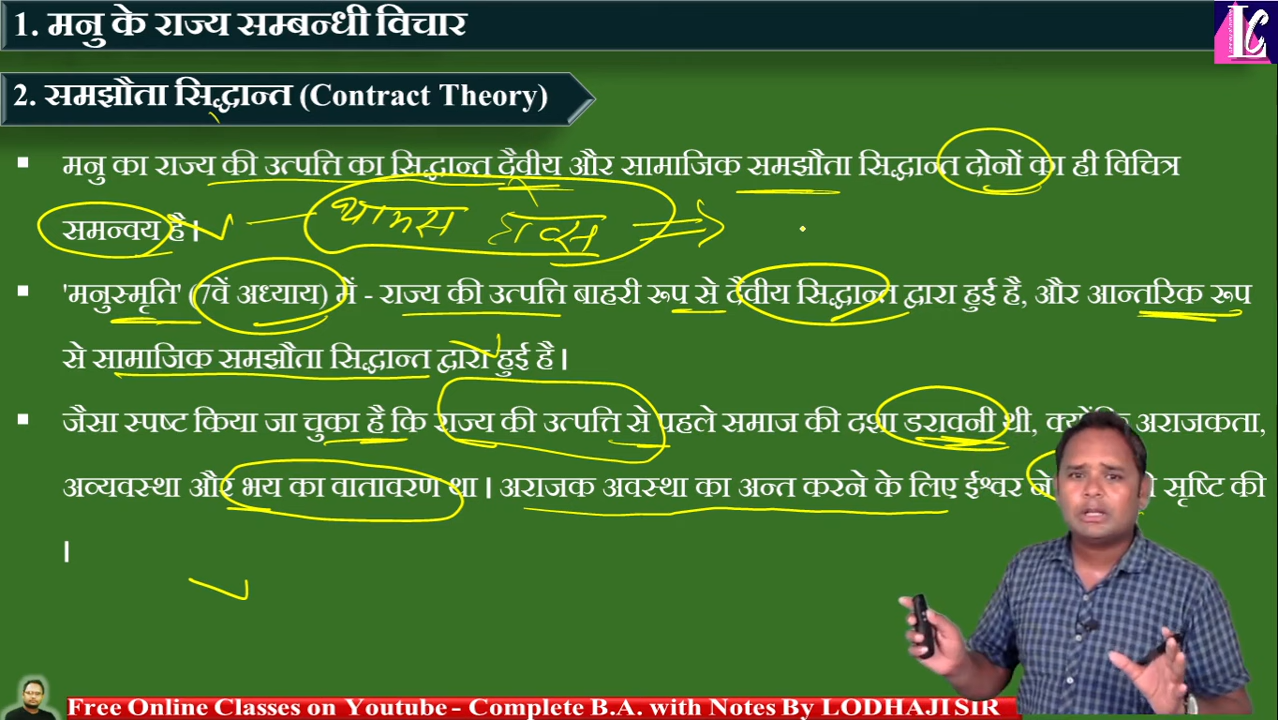 1. मनु के राज्य सम्बन्धी विचार
LC
2. समझौता सिद्धान्त (Contract Theory)
▪ मनु का राज्य की उत्पत्ति का सिद्धान्त दैवीय और सामाजिक समझौता सिद्धान्त दोनों का ही विचित्र
समन्वय है।
थामस हाब्स
▪ 'मनुस्मृति' (7वें अध्याय) में - राज्य की उत्पत्ति बाहरी रूप से दैवीय सिद्धान्त द्वारा हुई है, और आन्तरिक रूप
से सामाजिक समझौता सिद्धान्त द्वारा हुई है।
▪ जैसा स्पष्ट किया जा चुका है कि राज्य की उत्पत्ति से पहले समाज की दशा डरावनी थी, क्योंकि अराजकता,
अव्यवस्था और भय का वातावरण था। अराजक अवस्था का अन्त करने के लिए ईश्वर ने सृष्टि की
।
Free Online Classes on Youtube - Complete B.A. with Notes By LODHAJI SIR